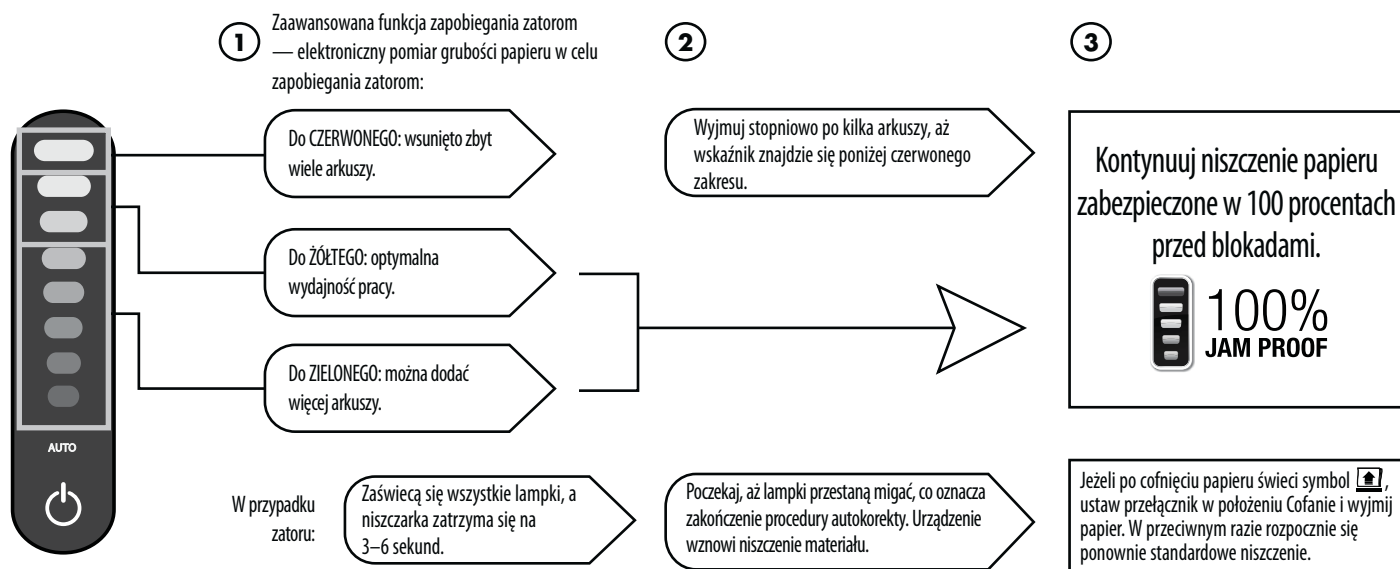 1
Zaawansowana funkcja zapobiegania zatorom
— elektroniczny pomiar grubości papieru w celu
zapobiegania zatorom:
Do CZERWONEGO: wsunięto zbyt
wiele arkuszy.
Do ŻÓŁTEGO: optymalna
wydajność pracy.
Do ZIELONEGO: można dodać
więcej arkuszy.
AUTO
2
Wyjmuj stopniowo po kilka arkuszy, aż
wskaźnik znajdzie się poniżej czerwonego
zakresu.
3
Kontynuuj niszczenie papieru
zabezpieczone w 100 procentach
przed blokadami.
100%
JAM PROOF
W przypadku
zatoru:
Zaświecą się wszystkie lampki, a
niszczarka zatrzyma się na
3–6 sekund.
Poczekaj, aż lampki przestaną migać, co oznacza
zakończenie procedury autokorekty. Urządzenie
wznowi niszczenie materiału.
Jeżeli po cofnięciu papieru świeci symbol ,
ustaw przełącznik w położeniu Cofanie i wyjmij
papier. W przeciwnym razie rozpocznie się
ponownie standardowe niszczenie.